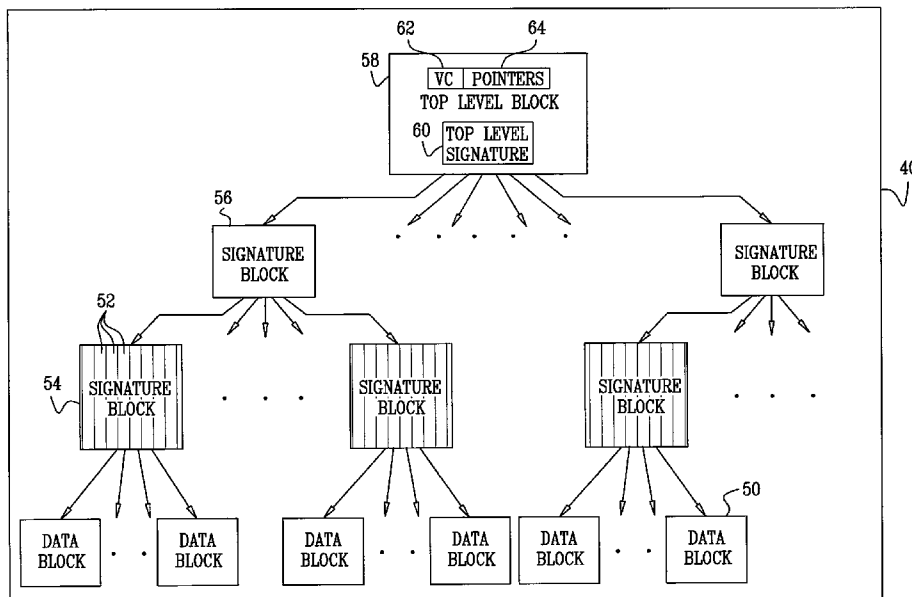 62
64
58
VC POINTERS
TOP LEVEL BLOCK
60
TOP LEVEL
SIGNATURE
40
56
SIGNATURE
BLOCK
SIGNATURE
BLOCK
52
54
SIGNATURE
BLOCK
SIGNATURE
BLOCK
SIGNATURE
BLOCK
50
DATA
BLOCK
DATA
BLOCK
DATA
BLOCK
DATA
BLOCK
DATA
BLOCK
DATA
BLOCK